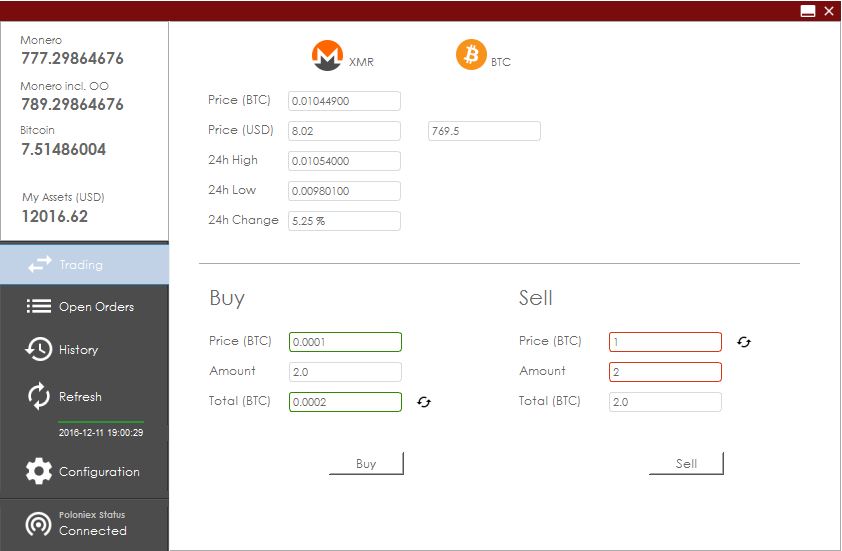 Monero
777.29864676
Monero incl. OO
789.29864676
Bitcoin
7.51486004
My Assets (USD)
12016.62
Trading
Open Orders
History
Refresh
2016-12-11 19:00:29
Configuration
Poloniex Status
Connected
XMR BTC
Price (BTC) 0.01044900
Price (USD) 8.02 769.5
24h High 0.01054000
24h Low 0.00980100
24h Change 5.25 %
Buy
Price (BTC) 0.0001
Amount 2.0
Total (BTC) 0.0002
Buy
Sell
Price (BTC) 1
Amount 2
Total (BTC) 2.0
Sell